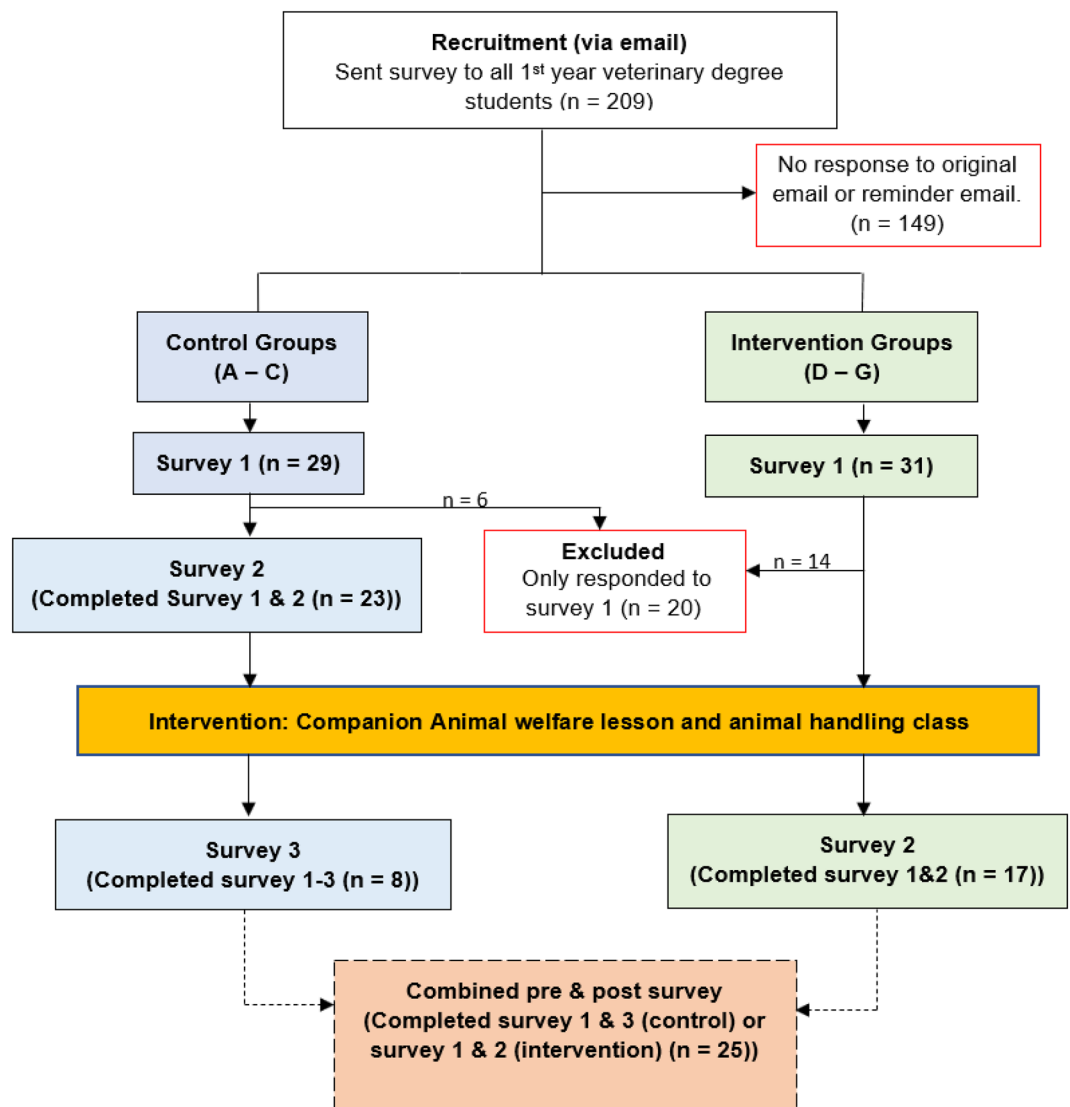 Recruitment (via email)
Sent survey to all 1st year veterinary degree
students (n = 209)
No response to original
email or reminder email.
(n = 149)
Control Groups
(A – C)
Intervention Groups
(D – G)
Survey 1 (n = 29)
Survey 1 (n = 31)
n = 6
Excluded
Only responded to
survey 1 (n = 20)
n = 14
Survey 2
(Completed Survey 1 & 2 (n = 23))
Intervention: Companion Animal welfare lesson and animal handling class
Survey 3
(Completed survey 1-3 (n = 8))
Survey 2
(Completed survey 1&2 (n = 17))
Combined pre & post survey
(Completed survey 1 & 3 (control) or
survey 1 & 2 (intervention) (n = 25))